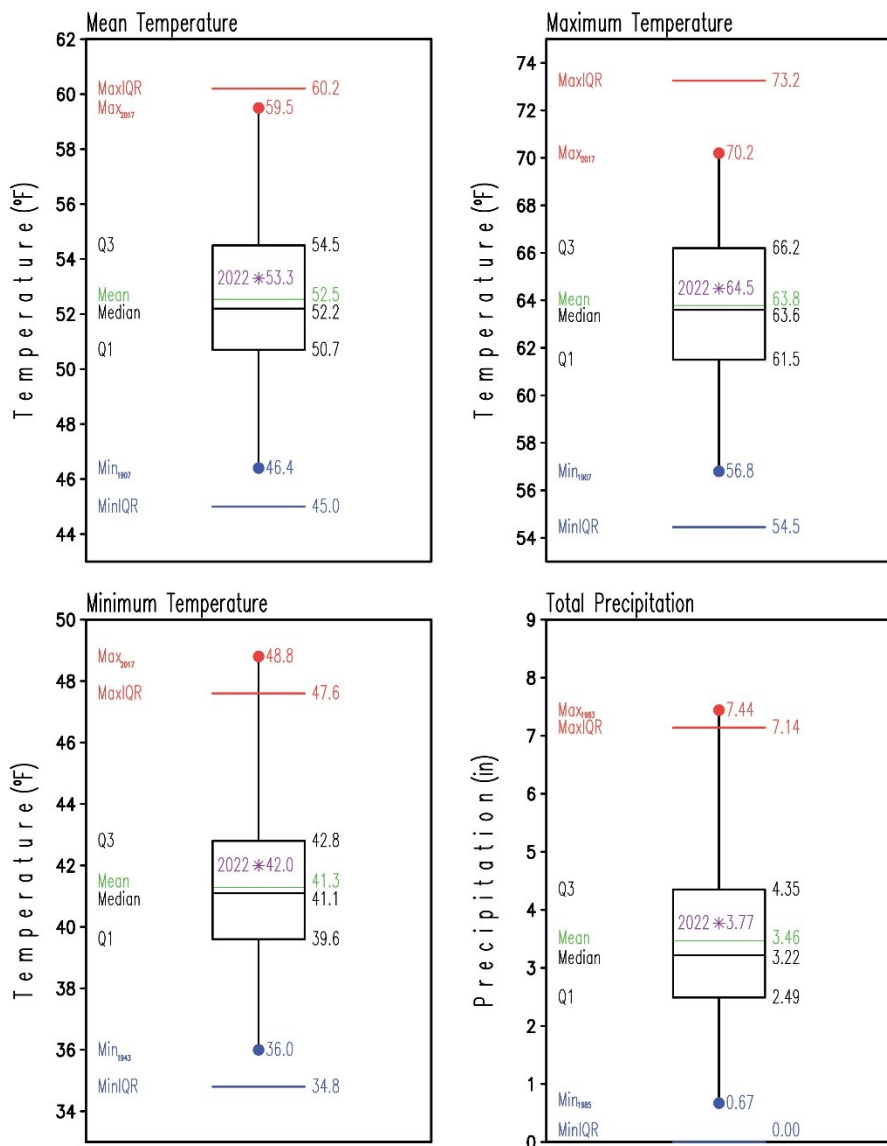 Mean Temperature
Temperature (ºF)
62
60
58
56
54
52
50
48
46
44
MaxIQR 60.2
Max2017 59.5
Q3 54.5
2022 * 53.3
Mean 52.5
Median 52.2
Q1 50.7
Min1907 46.4
MinIQR 45.0
Maximum Temperature
Temperature (ºF)
74
72
70
68
66
64
62
60
58
56
54
MaxIQR 73.2
Max2017 70.2
Q3 66.2
2022 * 64.5
Mean 63.8
Median 63.6
Q1 61.5
Min1907 56.8
MinIQR 54.5
Minimum Temperature
Temperature (ºF)
50
48
46
44
42
40
38
36
34
Max2017 48.8
MaxIQR 47.6
Q3 42.8
2022 * 42.0
Mean 41.3
Median 41.1
Q1 39.6
Min1943 36.0
MinIQR 34.8
Total Precipitation
Precipitation (in)
9
8
7
6
5
4
3
2
1
0
Max1983 7.44
MaxIQR 7.14
Q3 4.35
2022 * 3.77
Mean 3.46
Median 3.22
Q1 2.49
Min1985 0.67
MinIQR 0.00